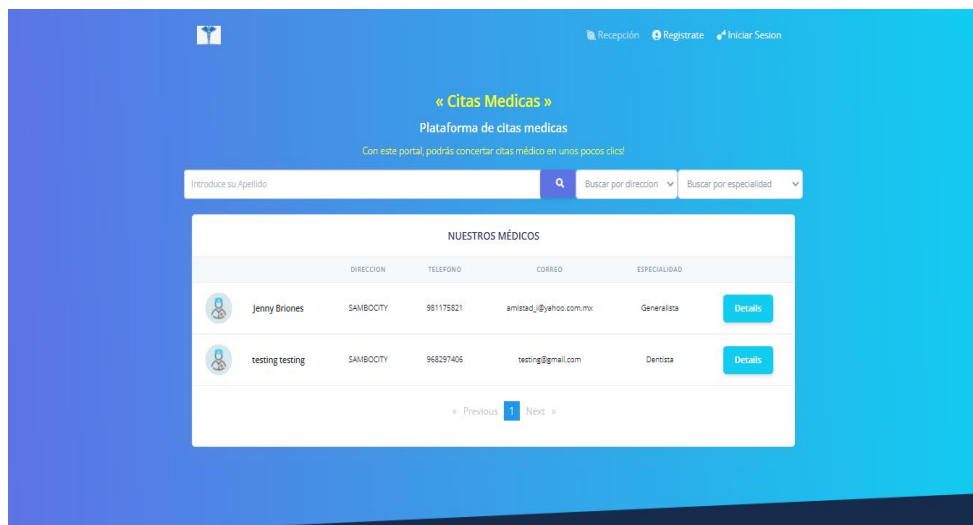 Recepción Registrate Iniciar Sesion
« Citas Medicas »
Plataforma de citas medicas
Con este portal, podrás concertar citas médico en unos pocos clics!
Introduce su Apellido Buscar por direccion Buscar por especialidad
NUESTROS MÉDICOS
DIRECCION TELEFONO CORREO ESPECIALIDAD
Jenny Briones SAMBOCITY 981175821 amistad_j@yahoo.com.mx Generalista Details
testing testing SAMBOCITY 968297406 testing@gmail.com Dentista Details
« Previous 1 Next »